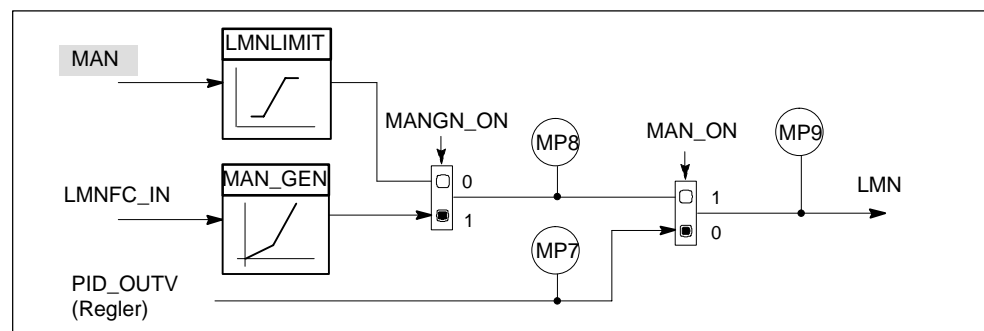 LMNLIMIT
MAN
MANGN_ON
MP8
MAN_ON
MP9
0
MAN_GEN
1
LMN
LMNFC_IN
1
0
MP7
PID_OUTV
(Regler)